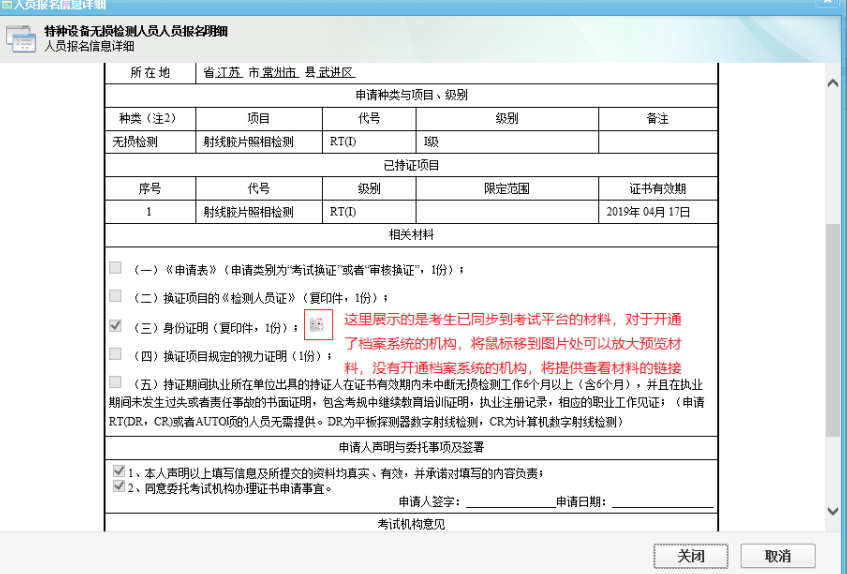 人员报名信息详细
特种设备无损检测人员人员报名明细
人员报名信息详细
所在地 省江苏 市常州市 县武进区
申请种类与项目、级别
种类（注2） 项目 代号 级别 备注
无损检测 射线胶片照相检测 RT(I) I级
已持证项目
序号 代号 级别 限定范围 证书有效期
1 射线胶片照相检测 RT(I) 2019年 04月 17日
相关材料
（一）《申请表》（申请类别为“考试换证”或者“审核换证”，1份）；
（二）换证项目的《检测人员证》（复印件，1份）；
（三）身份证明（复印件，1份）；
这里展示的是考生已同步到考试平台的材料，对于开通
了档案系统的机构，将鼠标移到图片处可以放大预览材
料，没有开通档案系统的机构，将提供查看材料的链接
（四）换证项目规定的视力证明（1份）；
（五）持证期间执业所在单位出具的持证人在证书有效期内未中断无损检测工作6个月以上（含6个月），并且在执业
期间未发生过失或者责任事故的书面证明，包含考规中继续教育培训证明，执业注册记录，相应的职业工作见证；（申请
RT(DR，CR)或者AUTO项的人员无需提供。DR为平板探测器数字射线检测，CR为计算机数字射线检测）
申请人声明与委托事项及签署
1、本人声明以上填写信息及所提交的资料均真实、有效，并承诺对填写的内容负责；
2、同意委托考试机构办理证书申请事宜。
申请人签字： 申请日期：
考试机构意见
关闭 取消